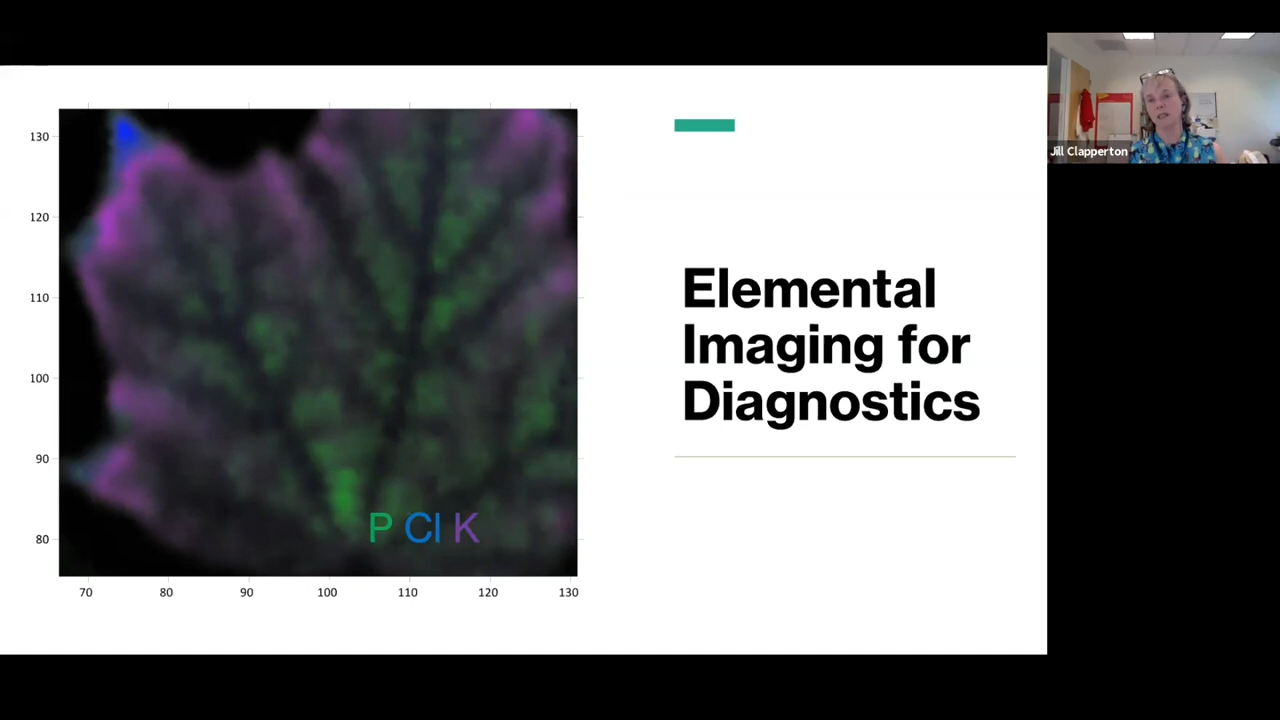 130
120
110
100
90
80
70 80 90 100 110 120 130
P Cl K
Elemental
Imaging for
Diagnostics
Jill Clapperton